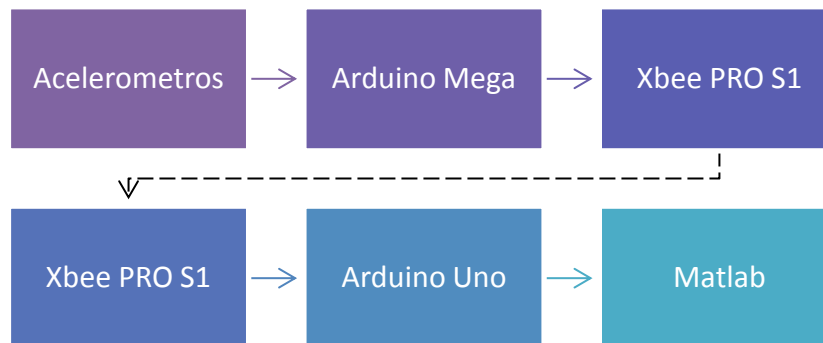 Acelerometros
Arduino Mega
Xbee PRO S1
Xbee PRO S1
Arduino Uno
Matlab